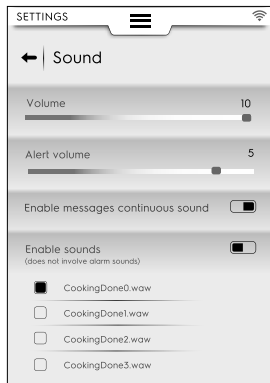 SETTINGS
Sound
Volume 10
Alert volume 5
Enable messages continuous sound
Enable sounds
(does not involve alarm sounds)
CookingDone0.waw
CookingDone1.waw
CookingDone2.waw
CookingDone3.waw